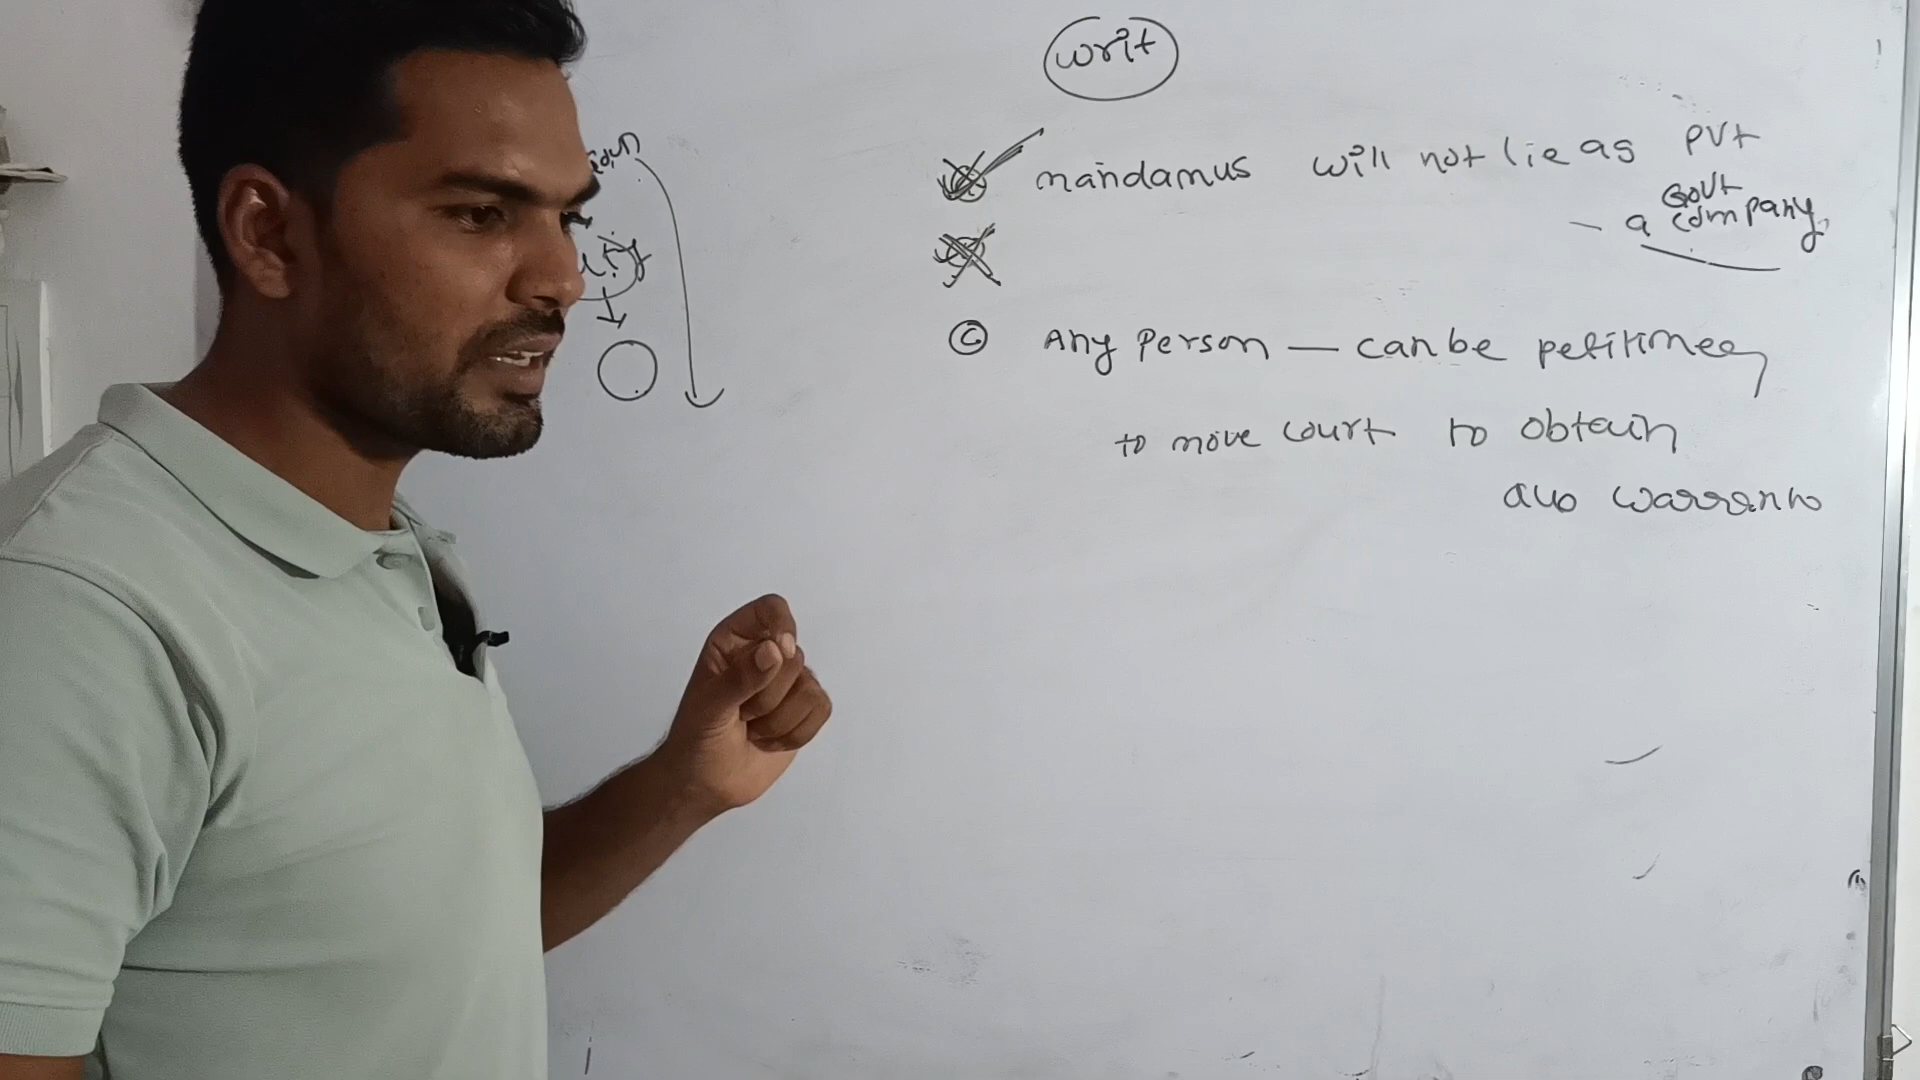 writ
mandamus will not lie as pvt
Govt
- a company,
© Any Person — can be petitioner
to move court to obtain
Quo warranto